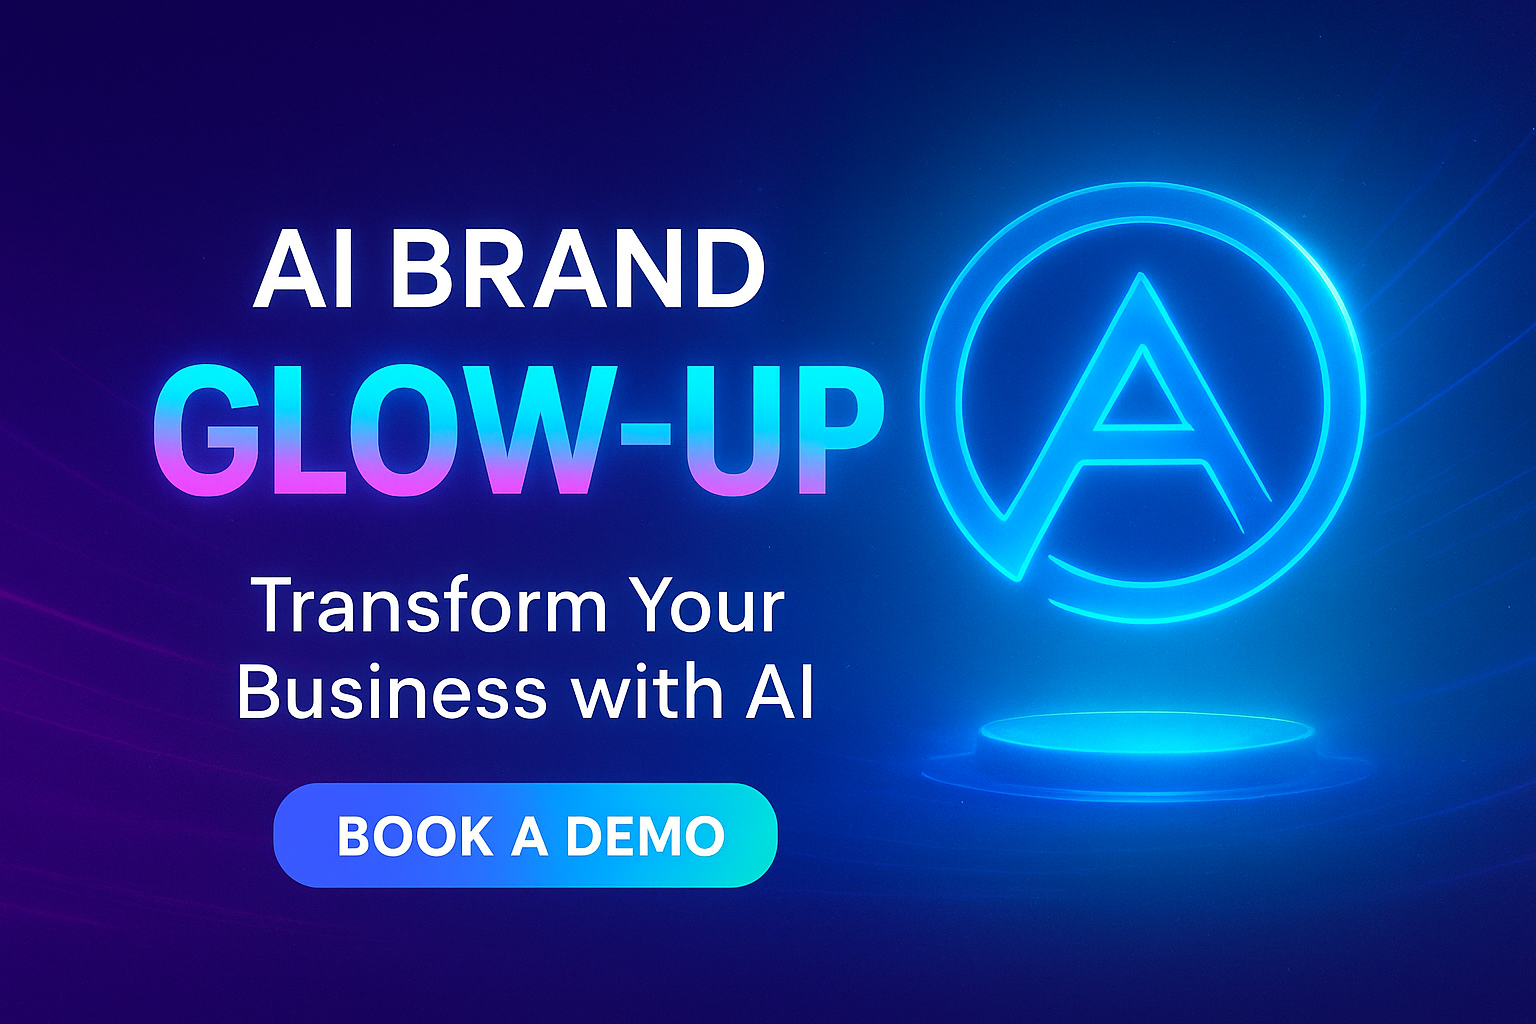 AI BRAND
GLOW-UP
Transform Your
Business with AI
BOOK A DEMO
A